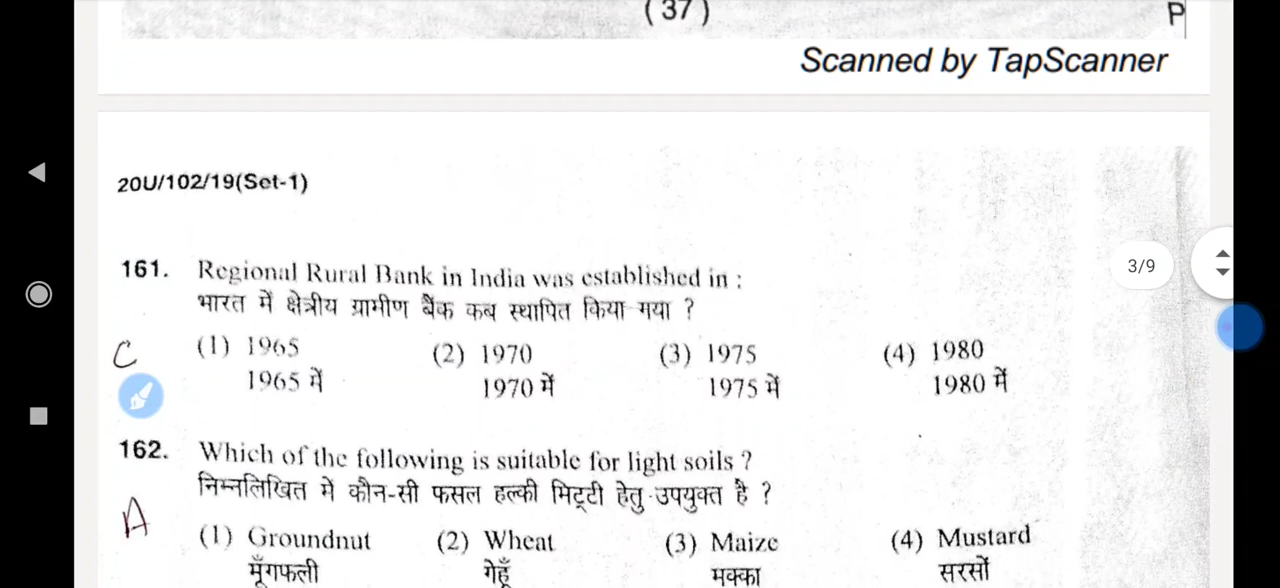 (37)
P
Scanned by TapScanner
20U/102/19(Set-1)
3/9
161. Regional Rural Bank in India was established in :
भारत में क्षेत्रीय ग्रामीण बैंक कब स्थापित किया गया ?
C
(1) 1965 (2) 1970 (3) 1975 (4) 1980
1965 में 1970 में 1975 में 1980 में
162. Which of the following is suitable for light soils ?
निम्नलिखित में कौन-सी फसल हल्की मिट्टी हेतु उपयुक्त है ?
A
(1) Groundnut (2) Wheat (3) Maize (4) Mustard
मूँगफली गेहूँ मक्का सरसों